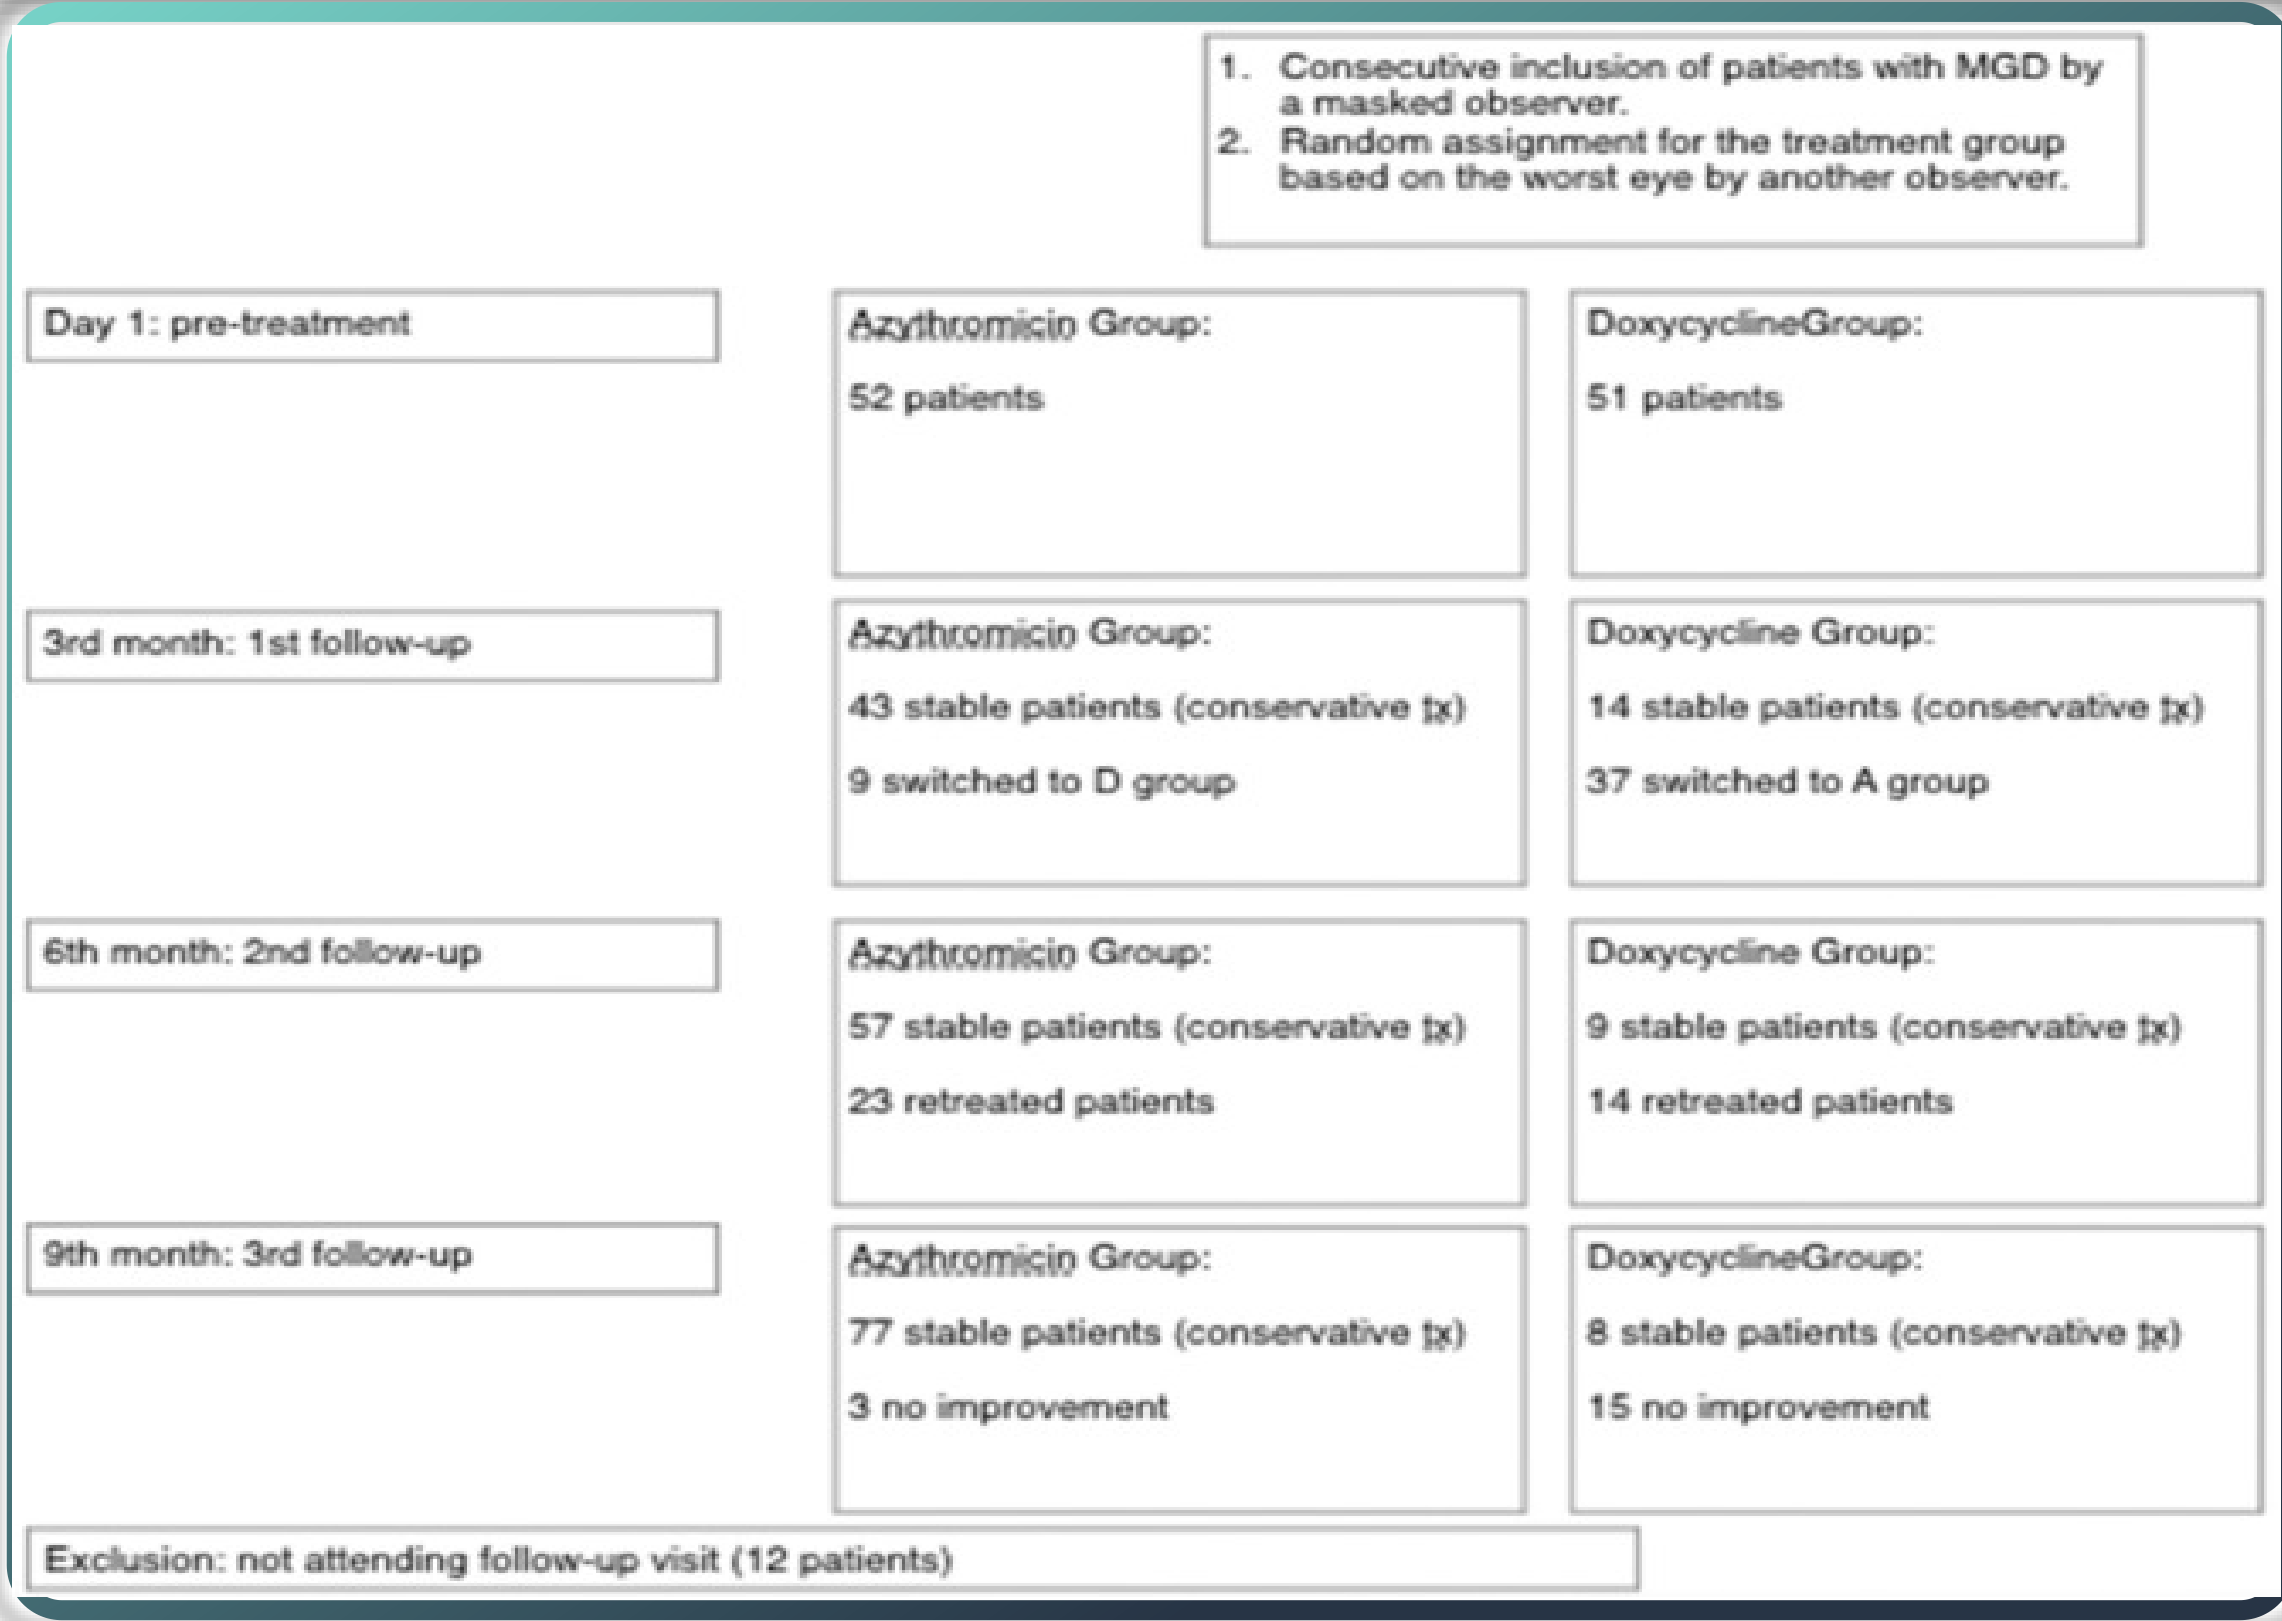 1. Consecutive inclusion of patients with MGD by
a masked observer.
2. Random assignment for the treatment group
based on the worst eye by another observer.
Day 1: pre-treatment
Azythromicin Group:
52 patients
DoxycyclineGroup:
51 patients
3rd month: 1st follow-up
Azythromicin Group:
43 stable patients (conservative tx)
9 switched to D group
Doxycycline Group:
14 stable patients (conservative tx)
37 switched to A group
6th month: 2nd follow-up
Azythromicin Group:
57 stable patients (conservative tx)
23 retreated patients
Doxycycline Group:
9 stable patients (conservative tx)
14 retreated patients
9th month: 3rd follow-up
Azythromicin Group:
77 stable patients (conservative tx)
3 no improvement
DoxycyclineGroup:
8 stable patients (conservative tx)
15 no improvement
Exclusion: not attending follow-up visit (12 patients)